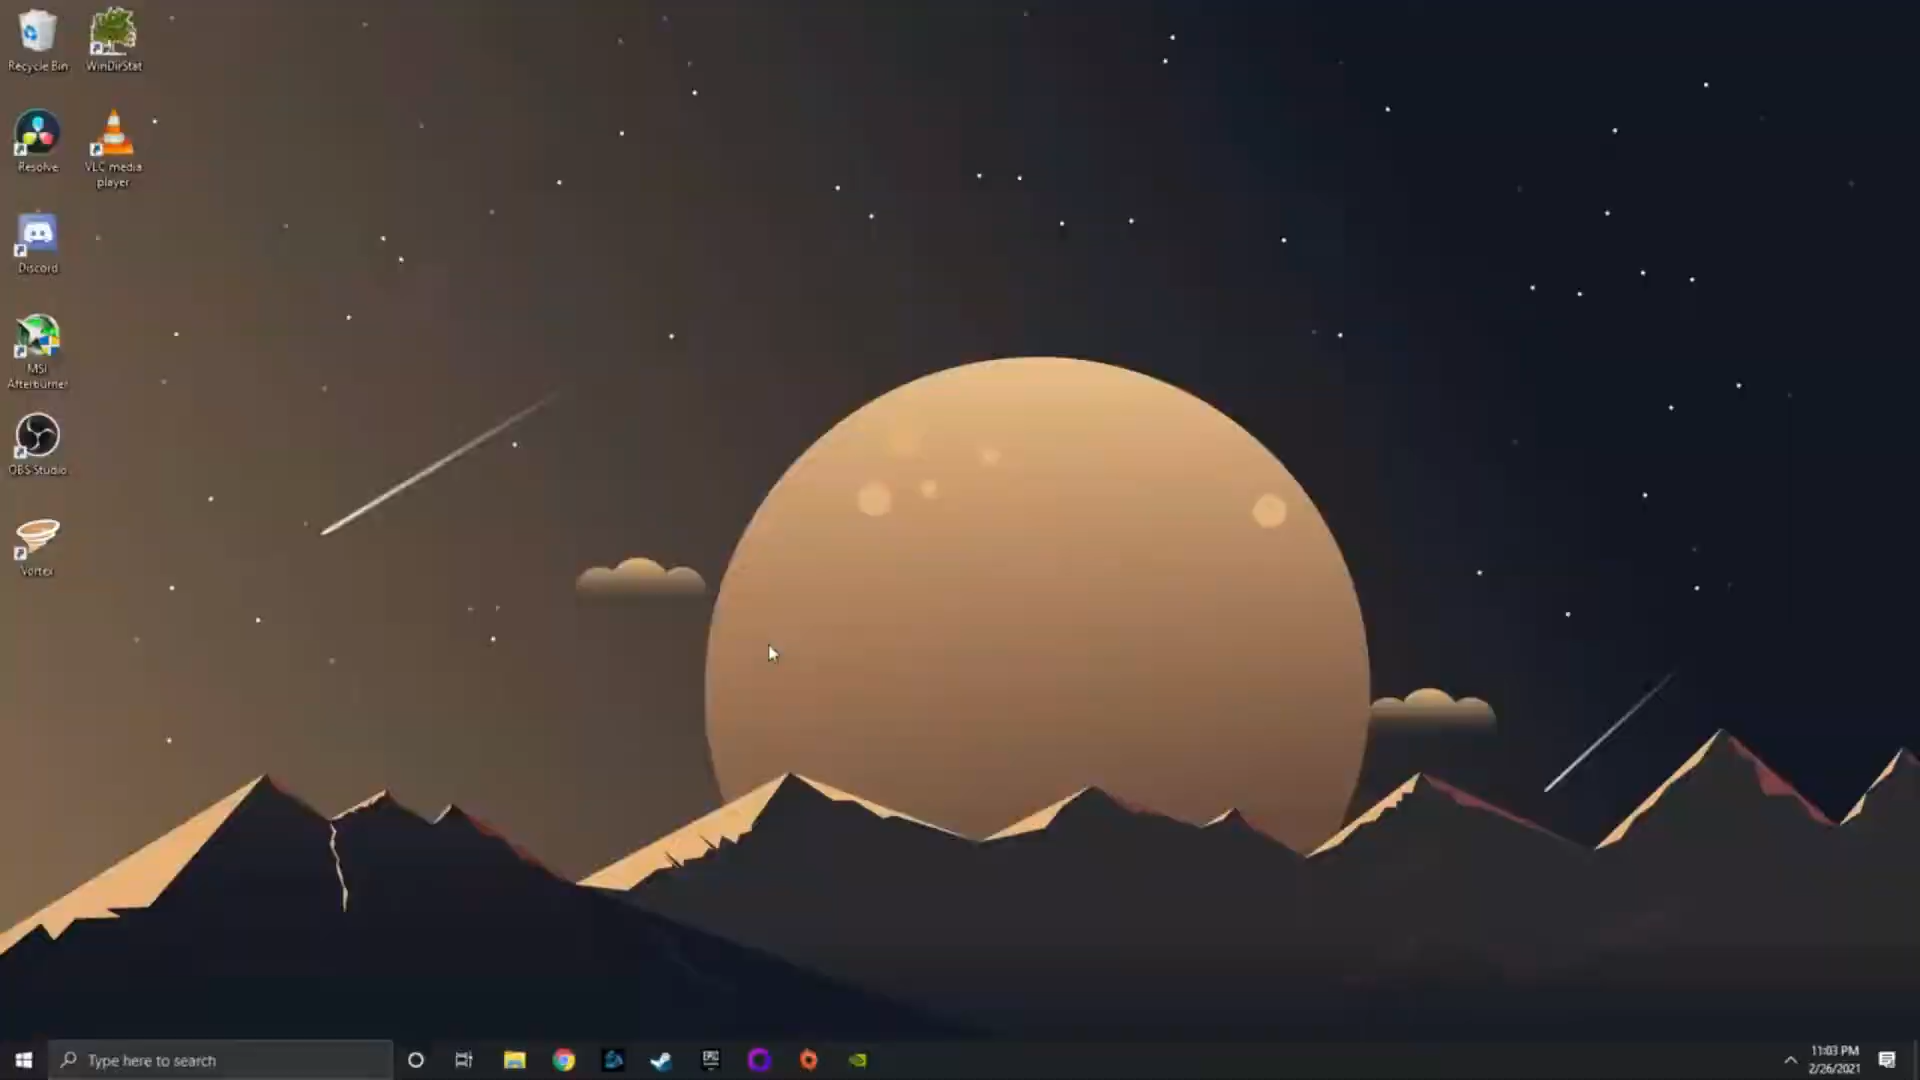 Recycle Bin
WinDirStat
Resolve
VLC media
player
Discord
MSI
Afterburner
OBS Studio
Vortex
Type here to search
EPIC
11:03 PM
2/26/2021